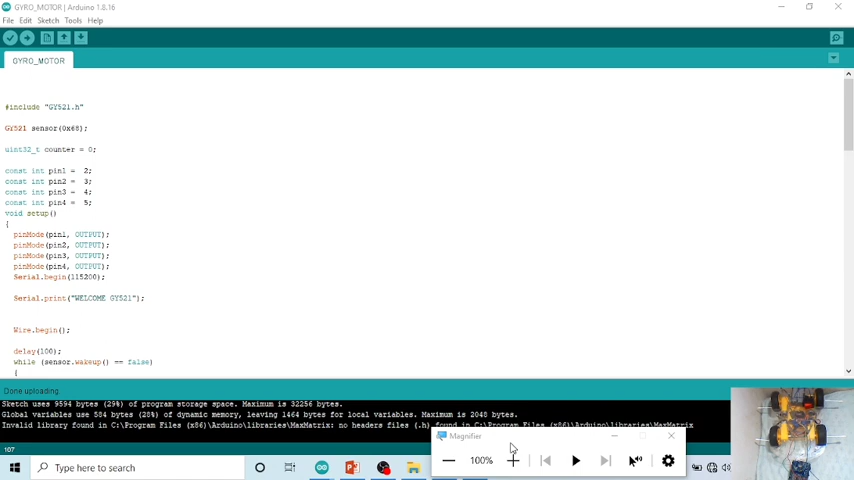 GYRO_MOTOR | Arduino 1.8.16
File Edit Sketch Tools Help
GYRO_MOTOR
#include "GY521.h"
GY521 sensor(0x68);
uint32_t counter = 0;
const int pin1 = 2;
const int pin2 = 3;
const int pin3 = 4;
const int pin4 = 5;
void setup()
{
pinMode(pin1, OUTPUT);
pinMode(pin2, OUTPUT);
pinMode(pin3, OUTPUT);
pinMode(pin4, OUTPUT);
Serial.begin(115200);
Serial.print("WELCOME GY521");
Wire.begin();
delay(100);
while (sensor.wakeup() == false)
{
Done uploading.
Sketch uses 9594 bytes (29%) of program storage space. Maximum is 32256 bytes.
Global variables use 584 bytes (28%) of dynamic memory, leaving 1464 bytes for local variables. Maximum is 2048 bytes.
Invalid library found in C:\Program Files (x86)\Arduino\libraries\MaxMatrix: no headers files (.h) found in C:\Program Files (x86)\Arduino\libraries\MaxMatrix
107
Magnifier
100%
Type here to search